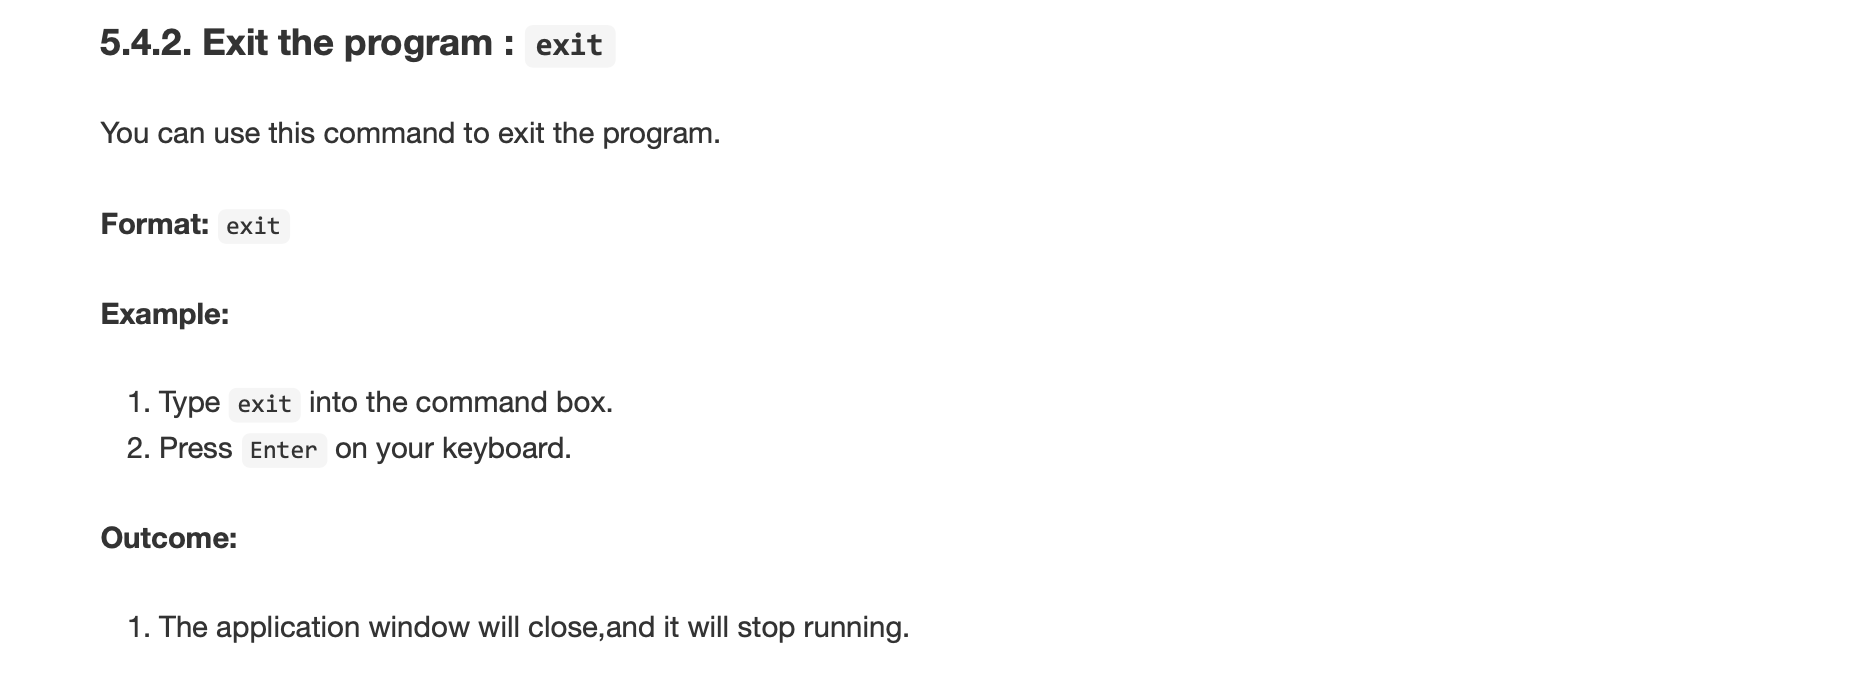 5.4.2. Exit the program : exit
You can use this command to exit the program.
Format: exit
Example:
1. Type exit into the command box.
2. Press Enter on your keyboard.
Outcome:
1. The application window will close,and it will stop running.